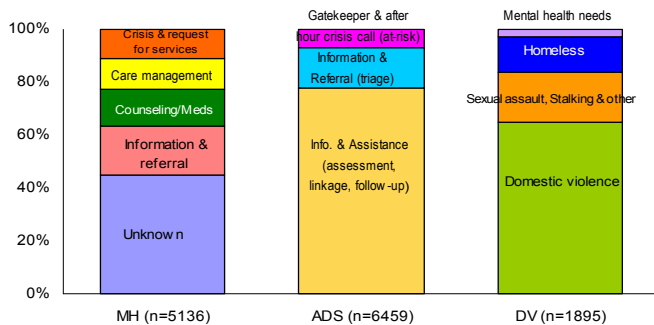 Gatekeeper & after
hour crisis call (at-risk)
Mental health needs
100%
80%
60%
40%
20%
0%
Crisis & request
for services
Care management
Counseling/Meds
Information &
referral
Unknown
Information &
Referral (triage)
Info. & Assistance
(assessment,
linkage, follow-up)
Homeless
Sexual assault, Stalking & other
Domestic violence
MH (n=5136)
ADS (n=6459)
DV (n=1895)